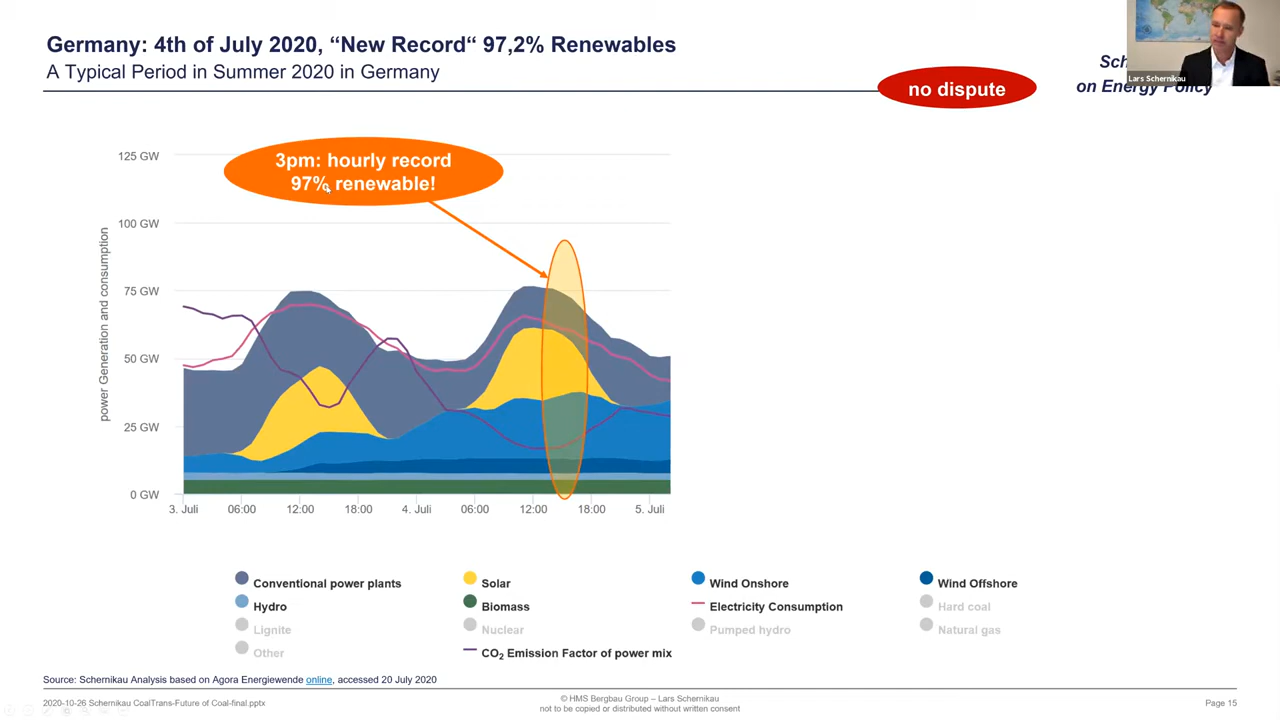 Germany: 4th of July 2020, “New Record“ 97,2% Renewables
A Typical Period in Summer 2020 in Germany
no dispute
on Energy Policy
Lars Schernikau
3pm: hourly record
97% renewable!
power Generation and consumption
125 GW
100 GW
75 GW
50 GW
25 GW
0 GW
3. Juli
06:00
12:00
18:00
4. Juli
06:00
12:00
18:00
5. Juli
Conventional power plants
Solar
Wind Onshore
Wind Offshore
Hydro
Biomass
Electricity Consumption
Hard coal
Lignite
Nuclear
Pumped hydro
Natural gas
Other
CO₂ Emission Factor of power mix
Source: Schernikau Analysis based on Agora Energiewende online, accessed 20 July 2020
2020-10-26 Schernikau CoalTrans-Future of Coal-final.pptx
© HMS Bergbau Group – Lars Schernikau
not to be copied or distributed without written consent
Page 15